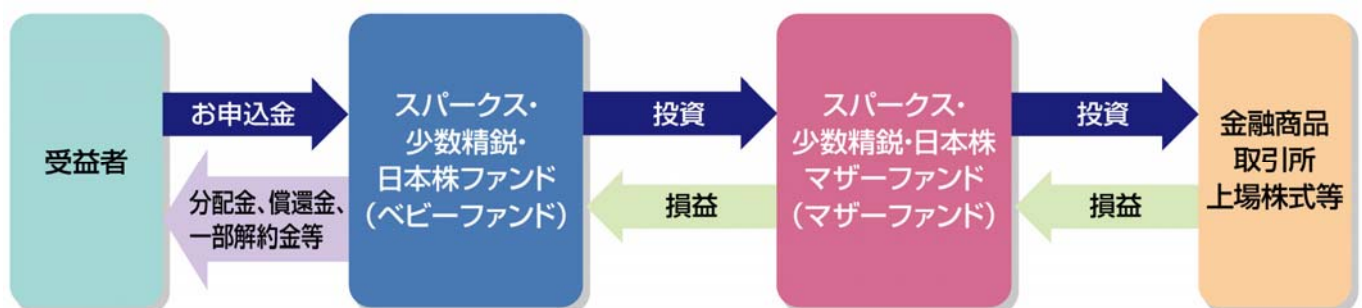 受益者
お申込金
分配金、償還金、
一部解約金等
スパークス・
少数精鋭・
日本株ファンド
（ベビーファンド）
投資
損益
スパークス・
少数精鋭・日本株
マザーファンド
（マザーファンド）
投資
損益
金融商品
取引所
上場株式等